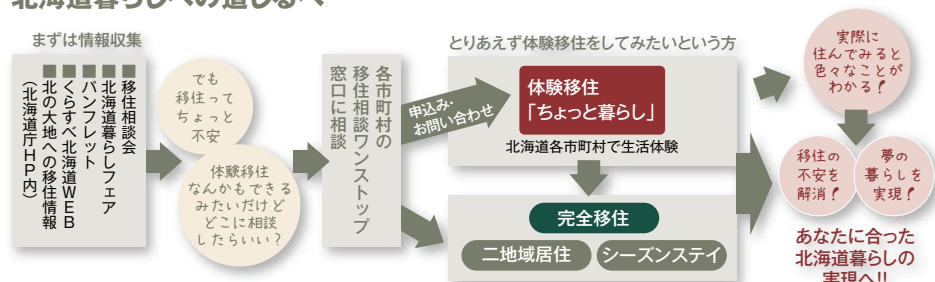 北海道暮らしへの道しるべ
まずは情報収集
■移住相談会
■北海道暮らしフェア
■パンフレット
■くらすべ北海道WEB
■北の大地への移住情報
(北海道庁HP内)
でも
移住って
ちょっと
不安
体験移住
なんかもできる
みたいだけど
どこに相談
したらいい?
各市町村の
移住相談ワンストップ
窓口に相談
とりあえず体験移住をしてみたいという方
申込み・
お問い合わせ
体験移住
「ちょっと暮らし」
北海道各市町村で生活体験
完全移住
二地域居住
シーズンステイ
実際に
住んでみると
色々なことが
わかる!
移住の
不安を
解消!
夢の
暮らしを
実現!
あなたに合った
北海道暮らしの
実現へ!!